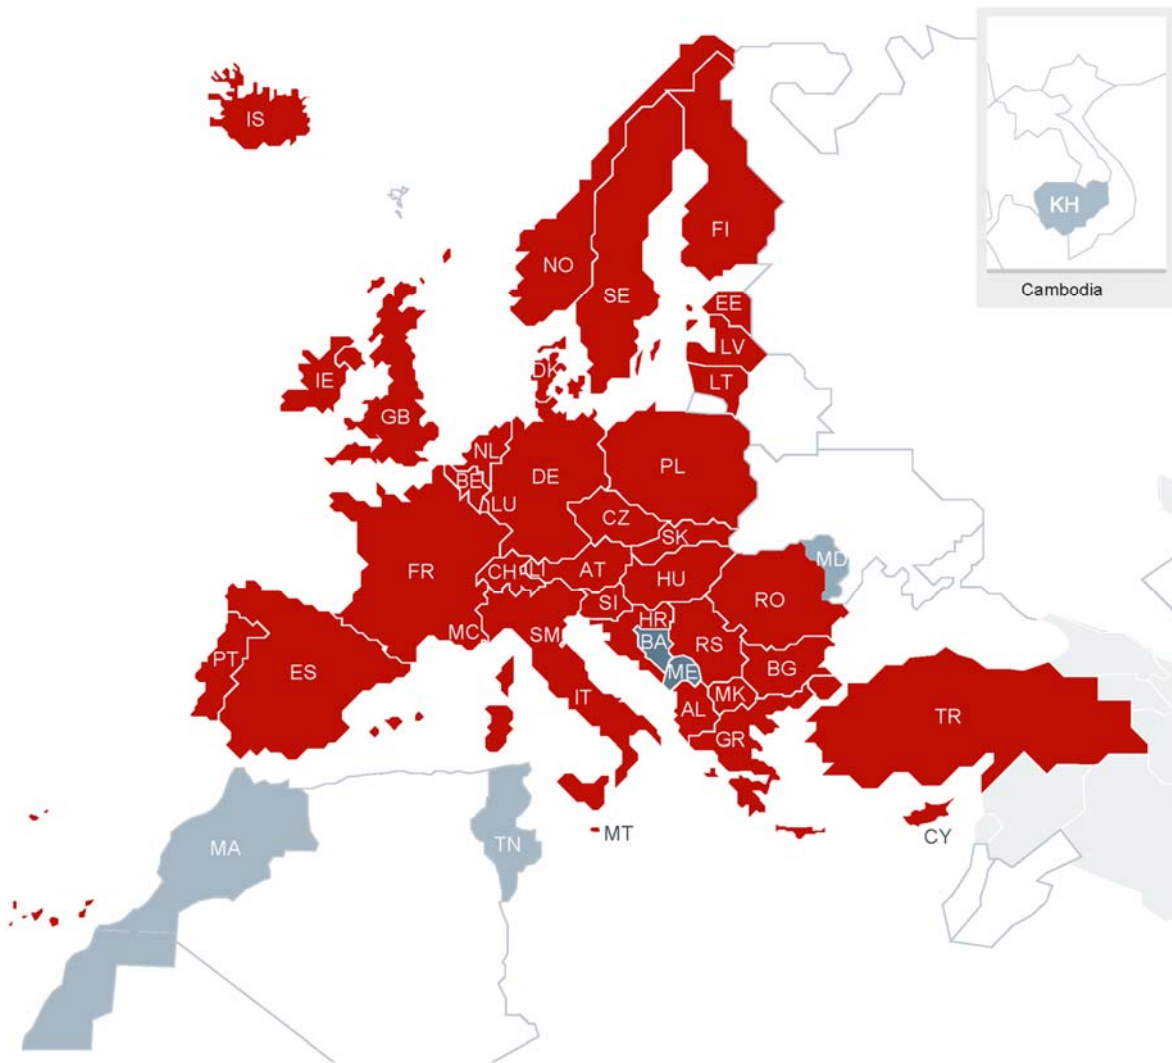 IS
KH
Cambodia
FI
NO
SE
EE
LV
LT
DK
IE
GB
NL
BE
DE
PL
LU
CZ
SK
FR
CH
LI
AT
HU
MD
RO
SI
HR
MC
SM
BA
RS
PT
ES
IT
ME
BG
MK
AL
TR
GR
MT
CY
MA
TN